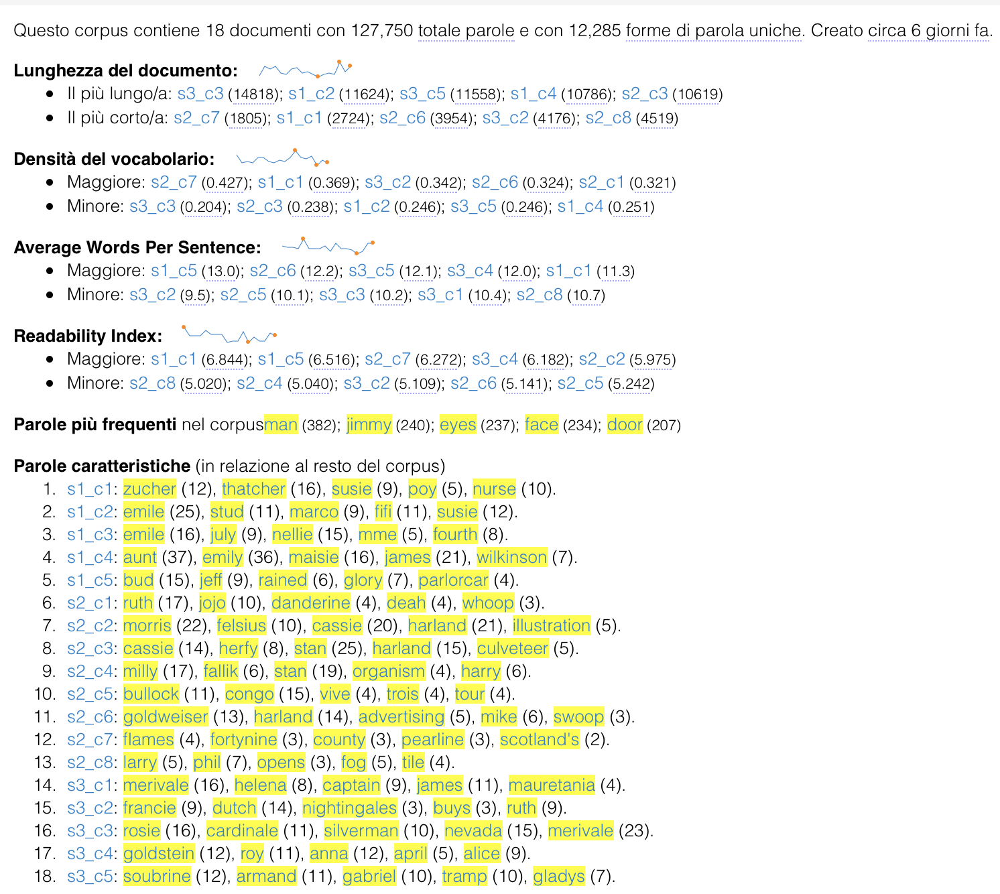 Questo corpus contiene 18 documenti con 127,750 totale parole e con 12,285 forme di parola uniche. Creato circa 6 giorni fa.
Lunghezza del documento:
Il più lungo/a: s3_c3 (14818); s1_c2 (11624); s3_c5 (11558); s1_c4 (10786); s2_c3 (10619)
Il più corto/a: s2_c7 (1805); s1_c1 (2724); s2_c6 (3954); s3_c2 (4176); s2_c8 (4519)
Densità del vocabolario:
Maggiore: s2_c7 (0.427); s1_c1 (0.369); s3_c2 (0.342); s2_c6 (0.324); s2_c1 (0.321)
Minore: s3_c3 (0.204); s2_c3 (0.238); s1_c2 (0.246); s3_c5 (0.246); s1_c4 (0.251)
Average Words Per Sentence:
Maggiore: s1_c5 (13.0); s2_c6 (12.2); s3_c5 (12.1); s3_c4 (12.0); s1_c1 (11.3)
Minore: s3_c2 (9.5); s2_c5 (10.1); s3_c3 (10.2); s3_c1 (10.4); s2_c8 (10.7)
Readability Index:
Maggiore: s1_c1 (6.844); s1_c5 (6.516); s2_c7 (6.272); s3_c4 (6.182); s2_c2 (5.975)
Minore: s2_c8 (5.020); s2_c4 (5.040); s3_c2 (5.109); s2_c6 (5.141); s2_c5 (5.242)
Parole più frequenti nel corpusman (382); jimmy (240); eyes (237); face (234); door (207)
Parole caratteristiche (in relazione al resto del corpus)
1. s1_c1: zucher (12), thatcher (16), susie (9), poy (5), nurse (10).
2. s1_c2: emile (25), stud (11), marco (9), fifi (11), susie (12).
3. s1_c3: emile (16), july (9), nellie (15), mme (5), fourth (8).
4. s1_c4: aunt (37), emily (36), maisie (16), james (21), wilkinson (7).
5. s1_c5: bud (15), jeff (9), rained (6), glory (7), parlorcar (4).
6. s2_c1: ruth (17), jojo (10), danderine (4), deah (4), whoop (3).
7. s2_c2: morris (22), felsius (10), cassie (20), harland (21), illustration (5).
8. s2_c3: cassie (14), herfy (8), stan (25), harland (15), culveteer (5).
9. s2_c4: milly (17), fallik (6), stan (19), organism (4), harry (6).
10. s2_c5: bullock (11), congo (15), vive (4), trois (4), tour (4).
11. s2_c6: goldweiser (13), harland (14), advertising (5), mike (6), swoop (3).
12. s2_c7: flames (4), fortynine (3), county (3), pearline (3), scotland's (2).
13. s2_c8: larry (5), phil (7), opens (3), fog (5), tile (4).
14. s3_c1: merivale (16), helena (8), captain (9), james (11), mauretania (4).
15. s3_c2: francie (9), dutch (14), nightingales (3), buys (3), ruth (9).
16. s3_c3: rosie (16), cardinale (11), silverman (10), nevada (15), merivale (23).
17. s3_c4: goldstein (12), roy (11), anna (12), april (5), alice (9).
18. s3_c5: soubrine (12), armand (11), gabriel (10), tramp (10), gladys (7).